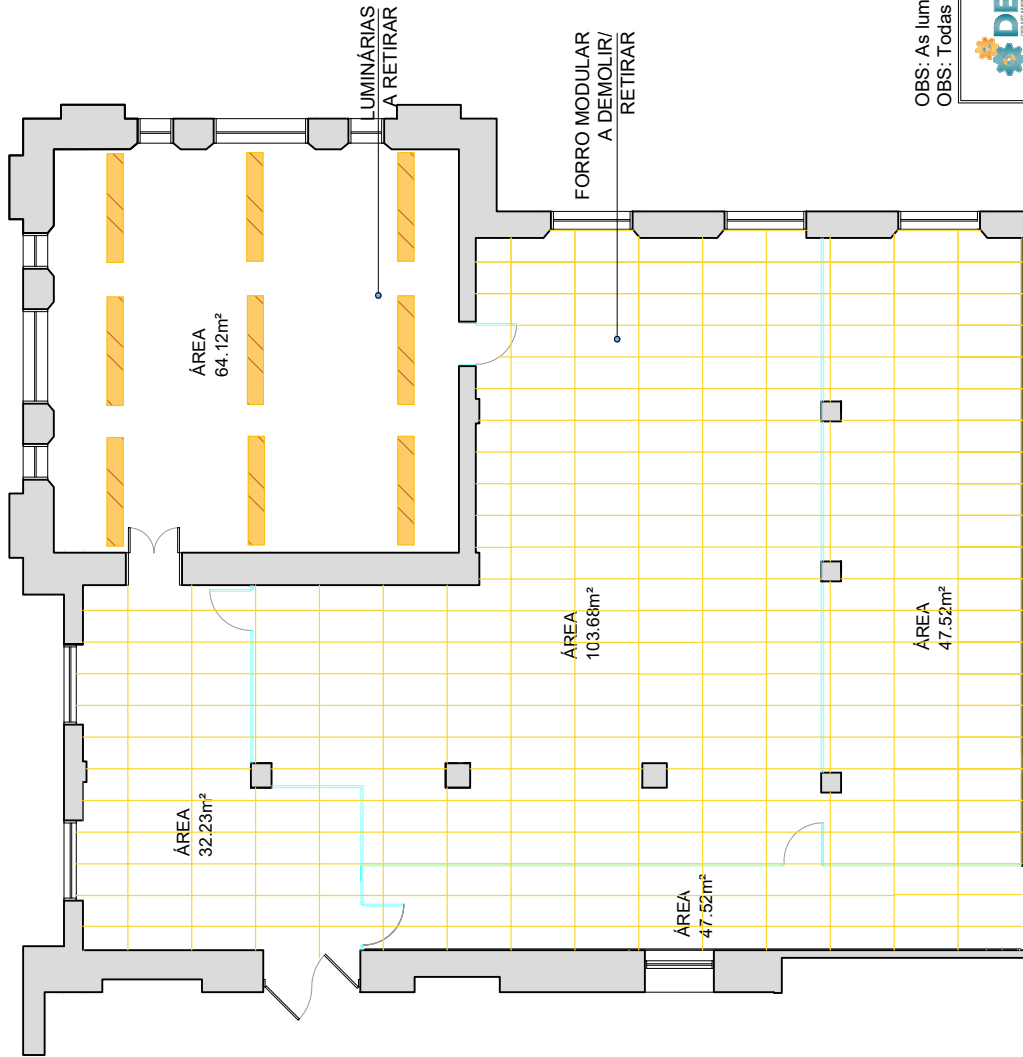 LUMINÁRIAS
A RETIRAR
FORRO MODULAR
A DEMOLIR/
RETIRAR
ÁREA
64.12m²
ÁREA
103.68m²
ÁREA
47.52m²
ÁREA
32.23m²
ÁREA
47.52m²
OBS: As lum
OBS: Todas
DE